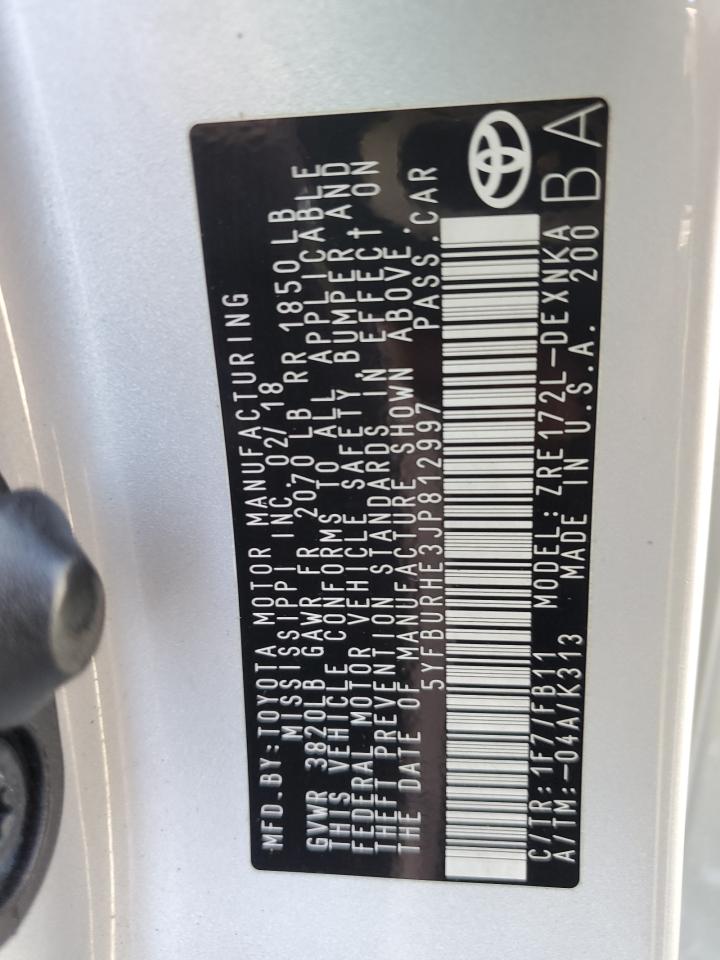 MFD.BY:TOYOTA MOTOR MANUFACTURING
MISSISSIPPI INC. 02/18
GVWR 3820LB GAWR FR 2070 LB RR 1850LB
THIS VEHICLE CONFORMS TO ALL APPLICABLE
FEDERAL MOTOR VEHICLE SAFETY, BUMPER AND
THEFT PREVENTION STANDARDS IN EFFECT ON
THE DATE OF MANUFACTURE SHOWN ABOVE.
5YFBURHE3JP812997 PASS.CAR
C/TR:1F7/FB11 MODEL:ZRE172L-DEXNKA
A/TM:-04A/K313 MADE IN U.S.A. 200
BA